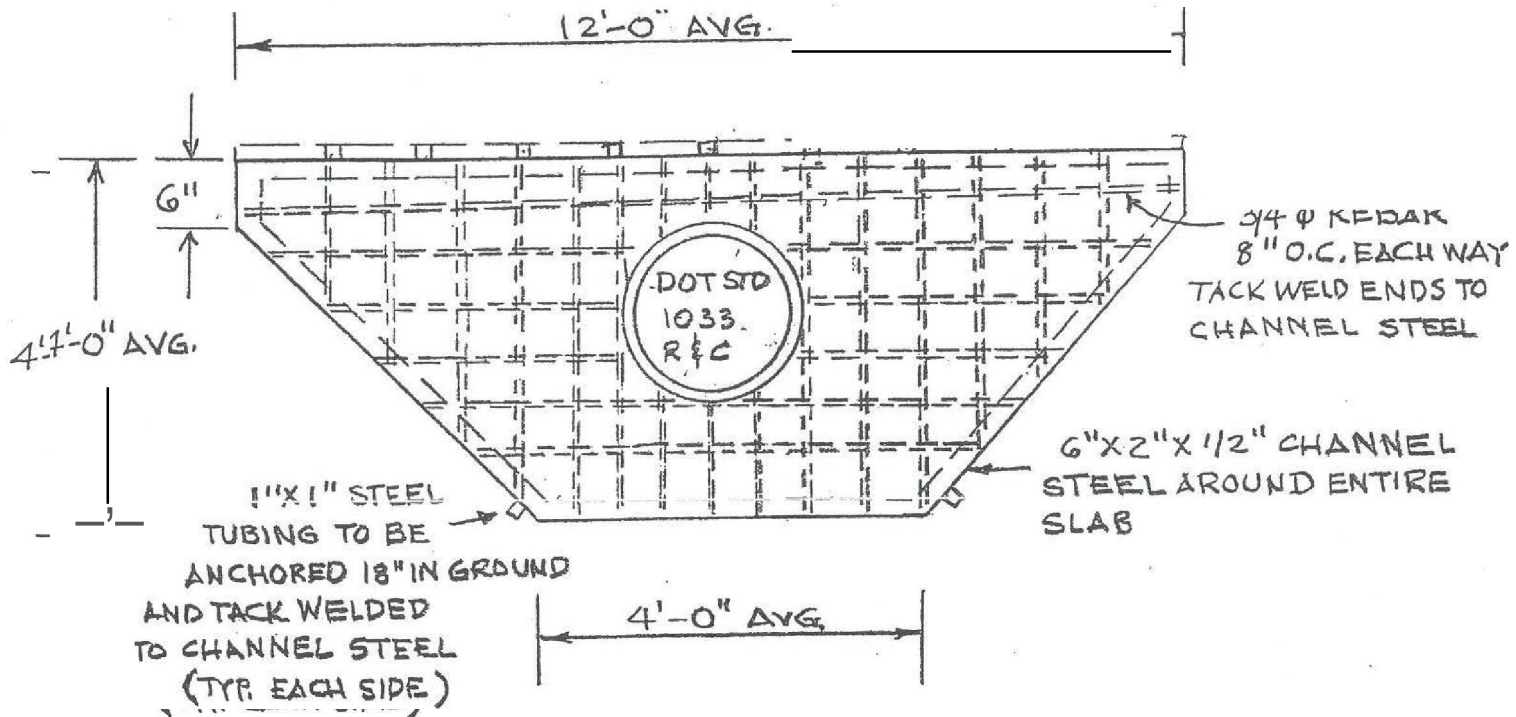 12'-0" AVG.
6"
AVG.
DOT STD
1033
R & C
8" O.C. EACH WAY
TACK WELD ENDS TO
CHANNEL STEEL
6"X2"X1/2" CHANNEL
STEEL AROUND ENTIRE
SLAB
1"X1" STEEL
TUBING TO BE
ANCHORED 18" IN GROUND
AND TACK WELDED
TO CHANNEL STEEL
(TYP. EACH SIDE)
4'-0" AVG.